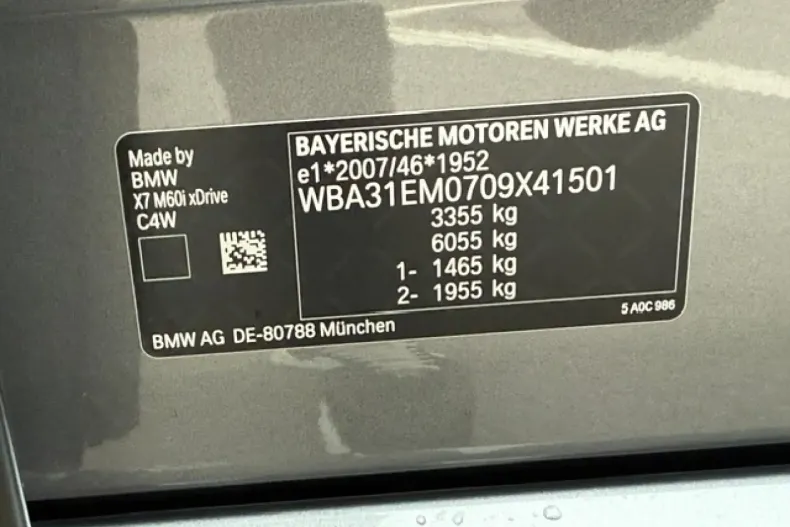 Made by
BMW
X7 M60i xDrive
C4W
BAYERISCHE MOTOREN WERKE AG
e1*2007/46*1952
WBA31EM0709X41501
3355 kg
6055 kg
1- 1465 kg
2- 1955 kg
5 A0C 986
BMW AG DE-80788 München